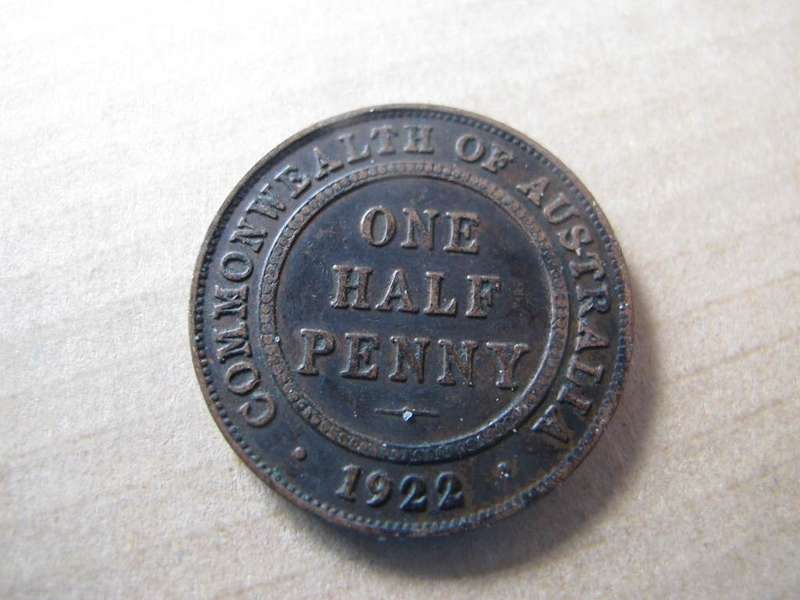 COMMONWEALTH OF AUSTRALIA
ONE
HALF
PENNY
1922